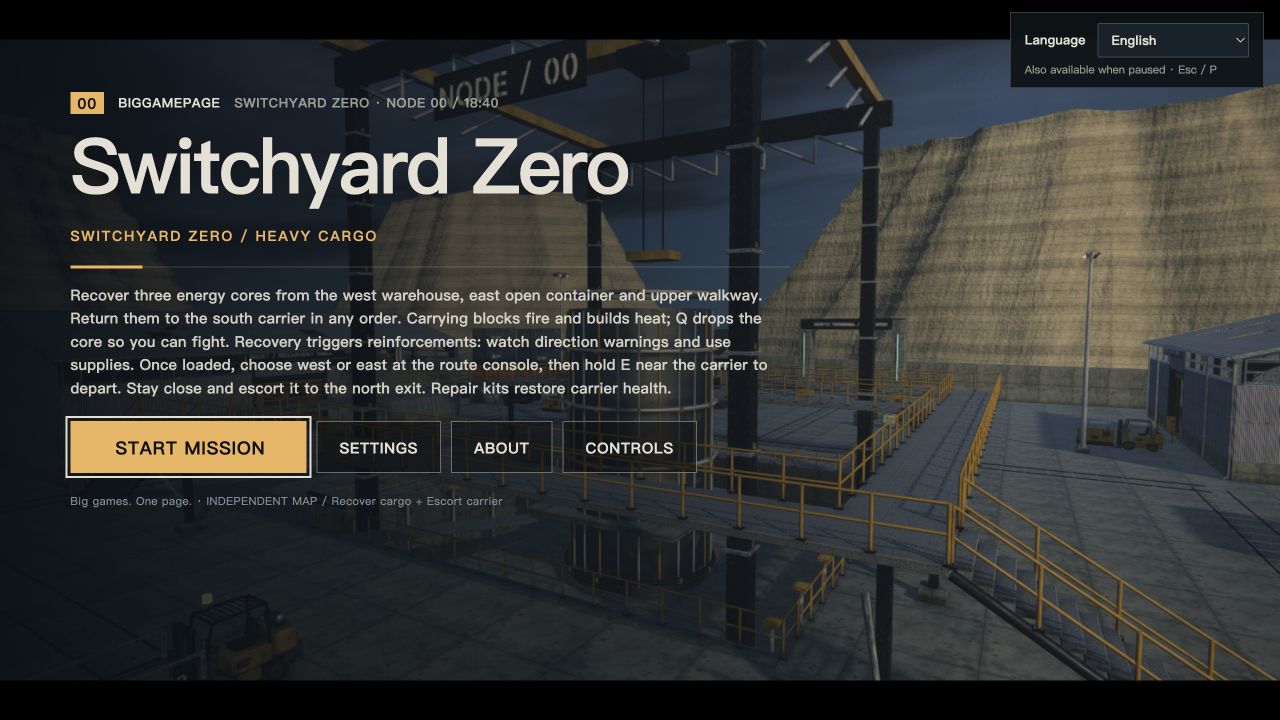 Language
English
Also available when paused · Esc / P
NODE / 00
00
BIGGAMEPAGE
SWITCHYARD ZERO · NODE 00 / 18:40
Switchyard Zero
SWITCHYARD ZERO / HEAVY CARGO
Recover three energy cores from the west warehouse, east open container and upper walkway.
Return them to the south carrier in any order. Carrying blocks fire and builds heat; Q drops the
core so you can fight. Recovery triggers reinforcements: watch direction warnings and use
supplies. Once loaded, choose west or east at the route console, then hold E near the carrier to
depart. Stay close and escort it to the north exit. Repair kits restore carrier health.
START MISSION
SETTINGS
ABOUT
CONTROLS
Big games. One page. · INDEPENDENT MAP / Recover cargo + Escort carrier